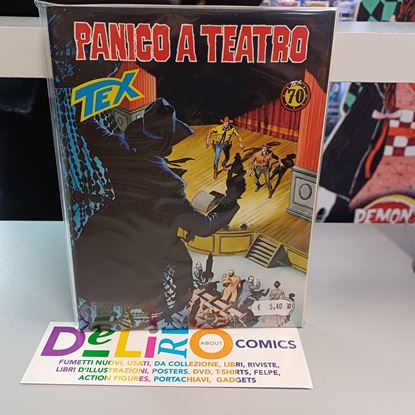 PANICO A TEATRO
TEX
70
€ 5,40
DEMON
DeLiRiO ABOUT COMICS
FUMETTI NUOVI, USATI, DA COLLEZIONE, LIBRI, RIVISTE,
LIBRI D'ILLUSTRAZIONI, POSTERS, DVD, T-SHIRTS, FELPE,
ACTION FIGURES, PORTACHIAVI, GADGETS